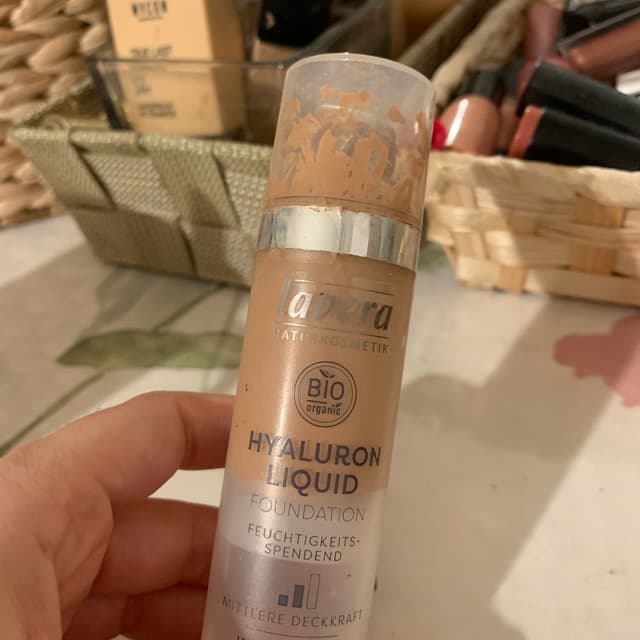 lavera
NATURKOSMETIK
BIO
organic
HYALURON
LIQUID
FOUNDATION
FEUCHTIGKEITS-
SPENDEND
MITTLERE DECKKRAFT